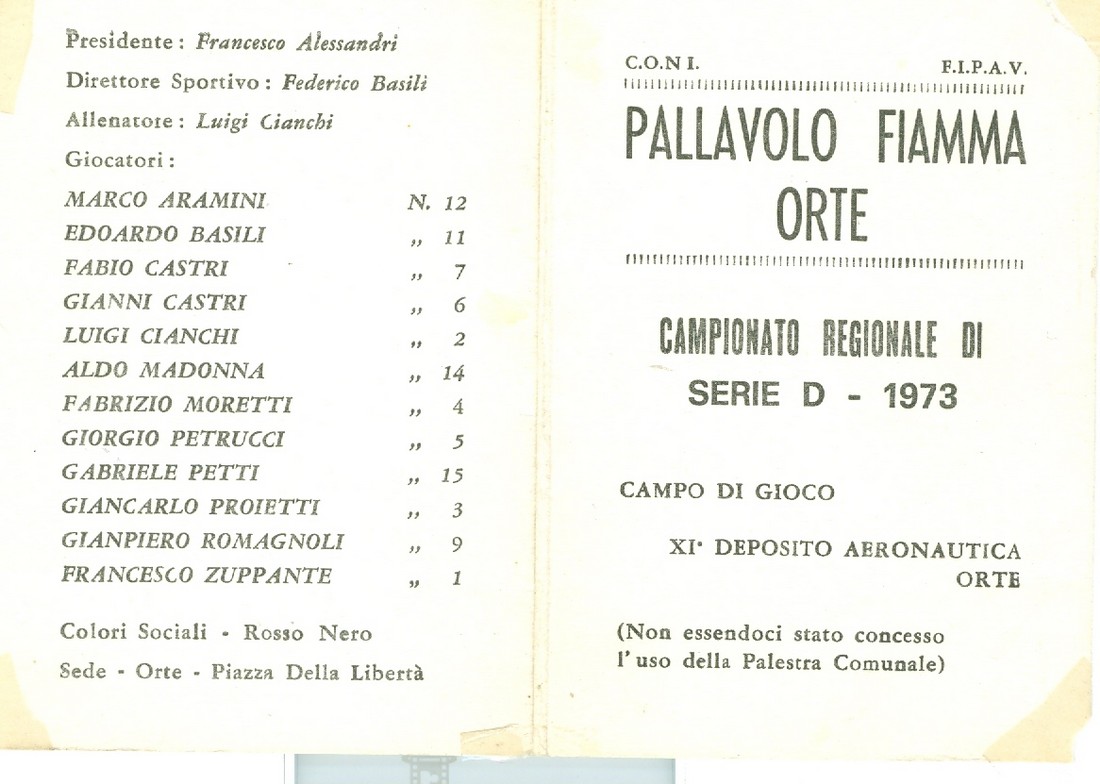 Presidente: Francesco Alessandri
Direttore Sportivo: Federico Basili
Allenatore: Luigi Cianchi
Giocatori:
MARCO ARAMINI N. 12
EDOARDO BASILI ,, 11
FABIO CASTRI ,, 7
GIANNI CASTRI ,, 6
LUIGI CIANCHI ,, 2
ALDO MADONNA ,, 14
FABRIZIO MORETTI ,, 4
GIORGIO PETRUCCI ,, 5
GABRIELE PETTI ,, 15
GIANCARLO PROIETTI ,, 3
GIANPIERO ROMAGNOLI ,, 9
FRANCESCO ZUPPANTE ,, 1
Colori Sociali - Rosso Nero
Sede - Orte - Piazza Della Libertà
C.O.N I. F.I.P.A.V.
PALLAVOLO FIAMMA
ORTE
CAMPIONATO REGIONALE DI
SERIE D - 1973
CAMPO DI GIOCO
XI° DEPOSITO AERONAUTICA
ORTE
(Non essendoci stato concesso
l'uso della Palestra Comunale)